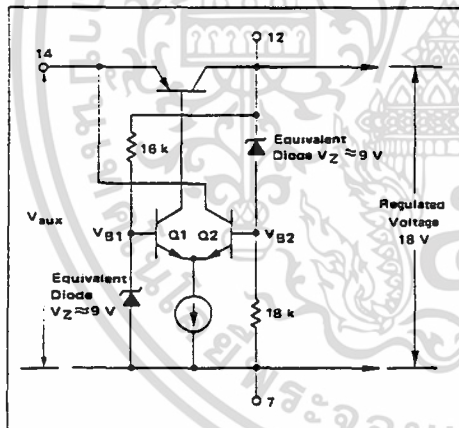 14
12
16 k
Equivalent
Diode VZ ≈ 9 V
Vaux
VB1
Q1
Q2
VB2
Regulated
Voltage
18 V
Equivalent
Diode
VZ ≈ 9 V
18 k
7